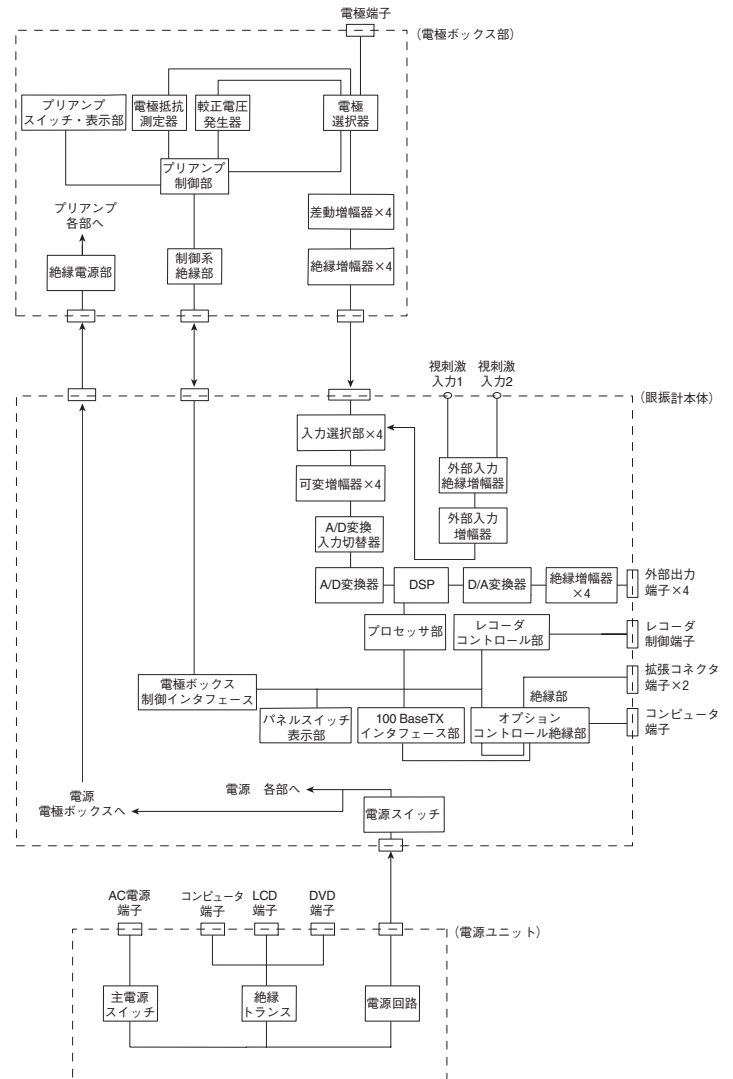 電極端子
(電極ボックス部)
プリアンプ
スイッチ・表示部
電極抵抗
測定器
較正電圧
発生器
電極
選択器
プリアンプ
制御部
プリアンプ
各部へ
差動増幅器×4
絶縁電源部
制御系
絶縁部
絶縁増幅器×4
視刺激
入力1
視刺激
入力2
(眼振計本体)
入力選択部×4
外部入力
絶縁増幅器
可変増幅器×4
外部入力
増幅器
A/D変換
入力切替器
A/D変換器
DSP
D/A変換器
絶縁増幅器
×4
外部出力
端子×4
プロセッサ部
レコーダ
コントロール部
レコーダ
制御端子
電極ボックス
制御インタフェース
拡張コネクタ
端子×2
絶縁部
パネルスイッチ
表示部
100 BaseTX
インタフェース部
オプション
コントロール絶縁部
コンピュータ
端子
電源
電極ボックスへ
電源 各部へ
電源スイッチ
AC電源
端子
コンピュータ
端子
LCD
端子
DVD
端子
(電源ユニット)
主電源
スイッチ
絶縁
トランス
電源回路